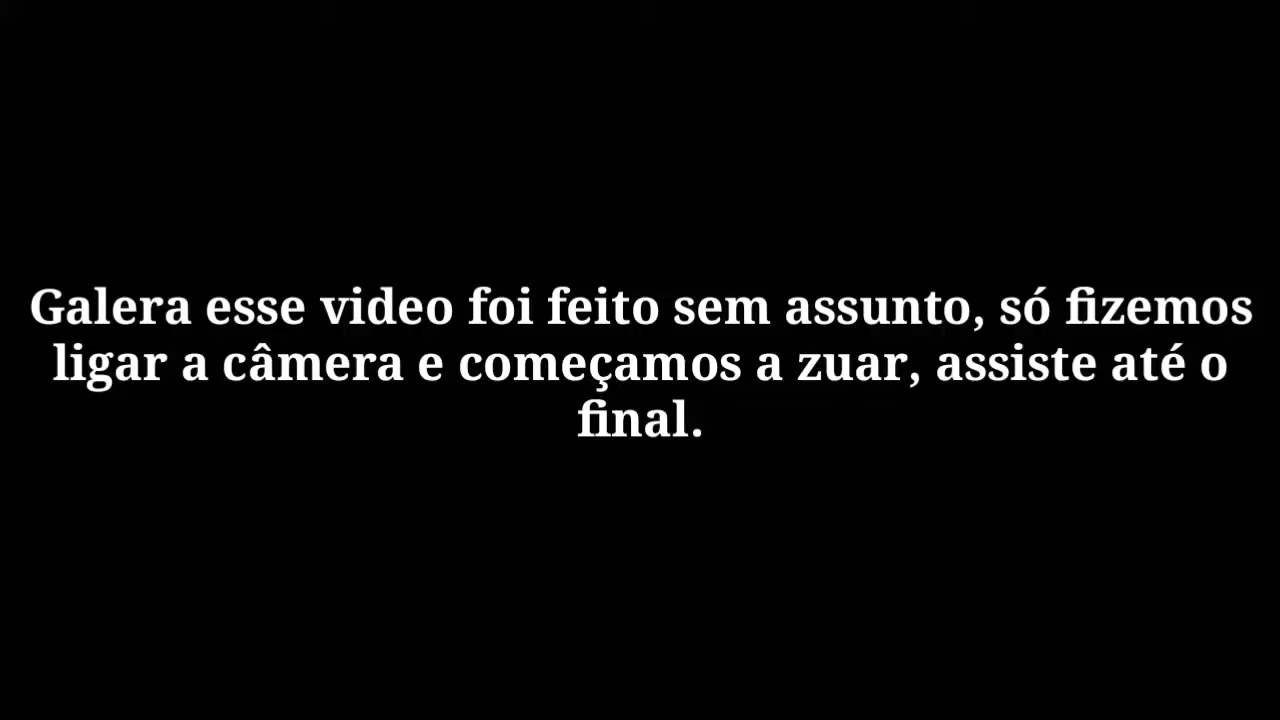 Galera esse video foi feito sem assunto, só fizemos
ligar a câmera e começamos a zuar, assiste até o
final.